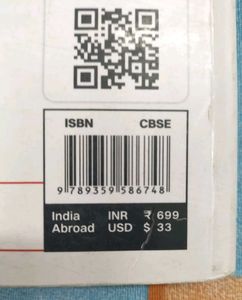 ISBN CBSE
9 789359 586748
India INR ₹ 699
Abroad USD $ 33